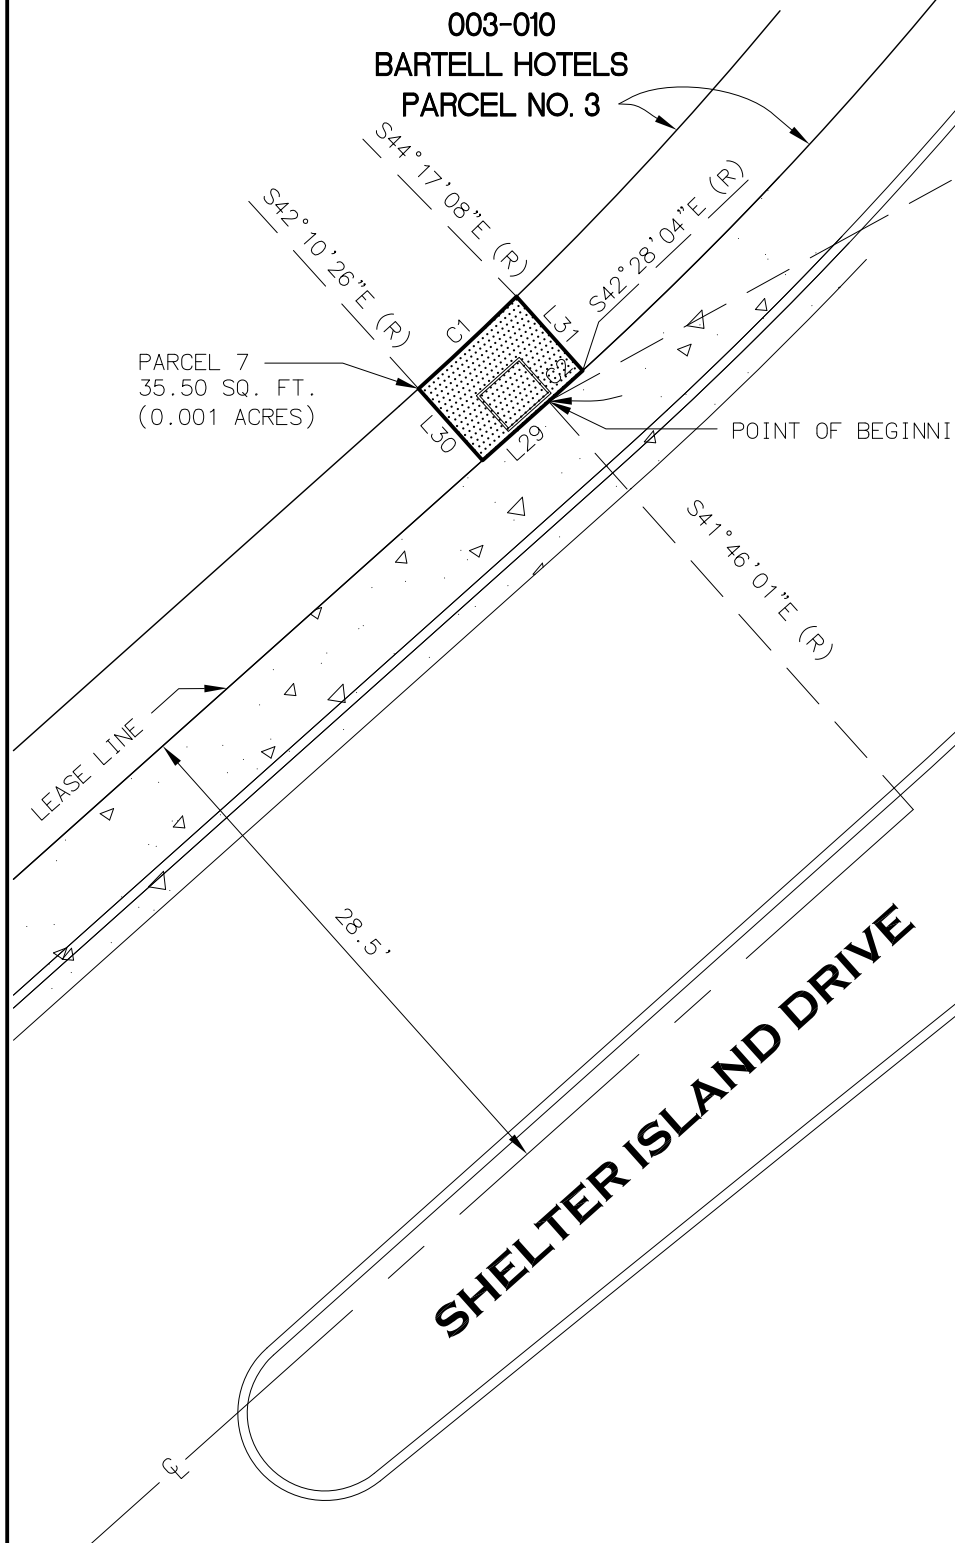 003-010
BARTELL HOTELS
PARCEL NO. 3
S44°17'08"E (R)
S42°10'26"E (R)
S42°28'04"E (R)
C1
L31
PARCEL 7
35.50 SQ. FT.
(0.001 ACRES)
C2
L30
L29
POINT OF BEGINNI
S41°46'01"E (R)
LEASE LINE
28.5'
SHELTER ISLAND DRIVE
℄